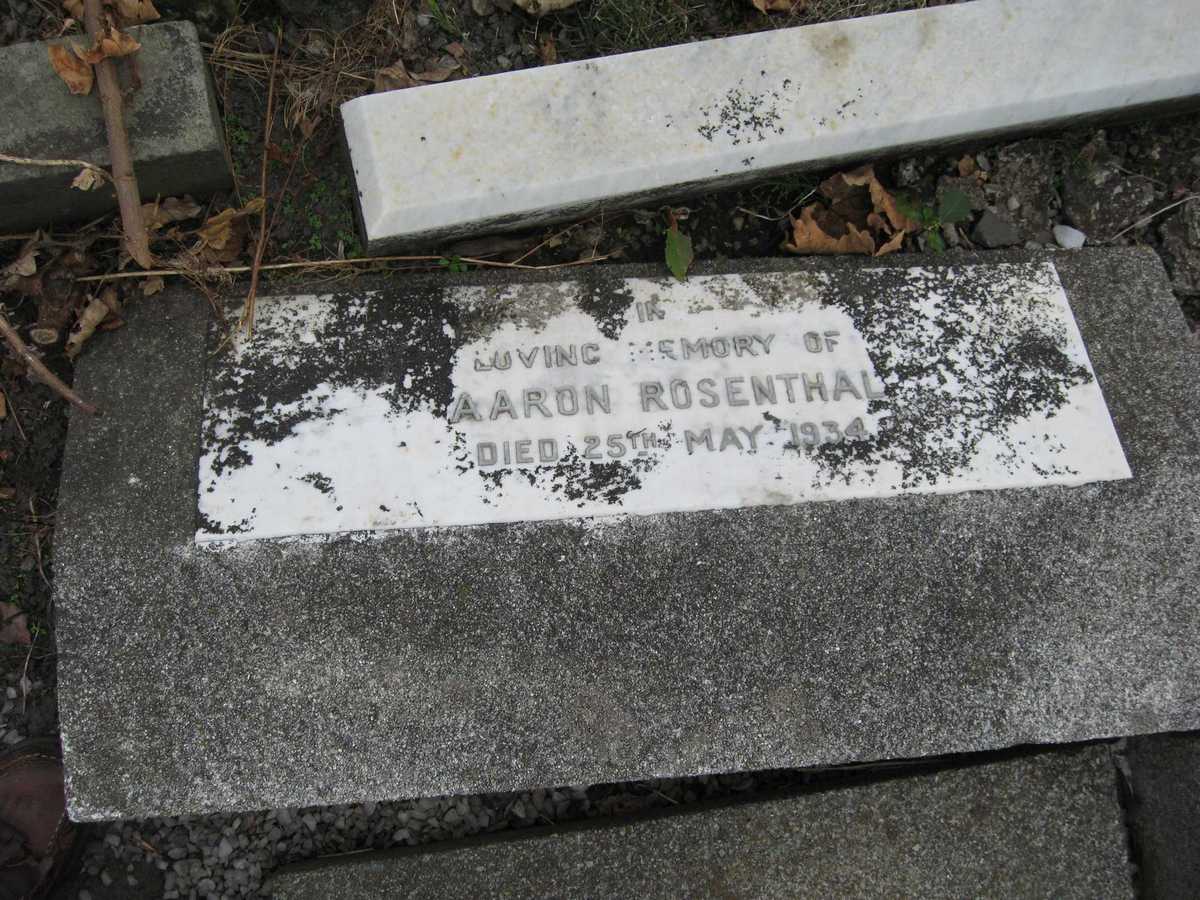 IN
LOVING MEMORY OF
AARON ROSENTHAL
DIED 25TH MAY 1934